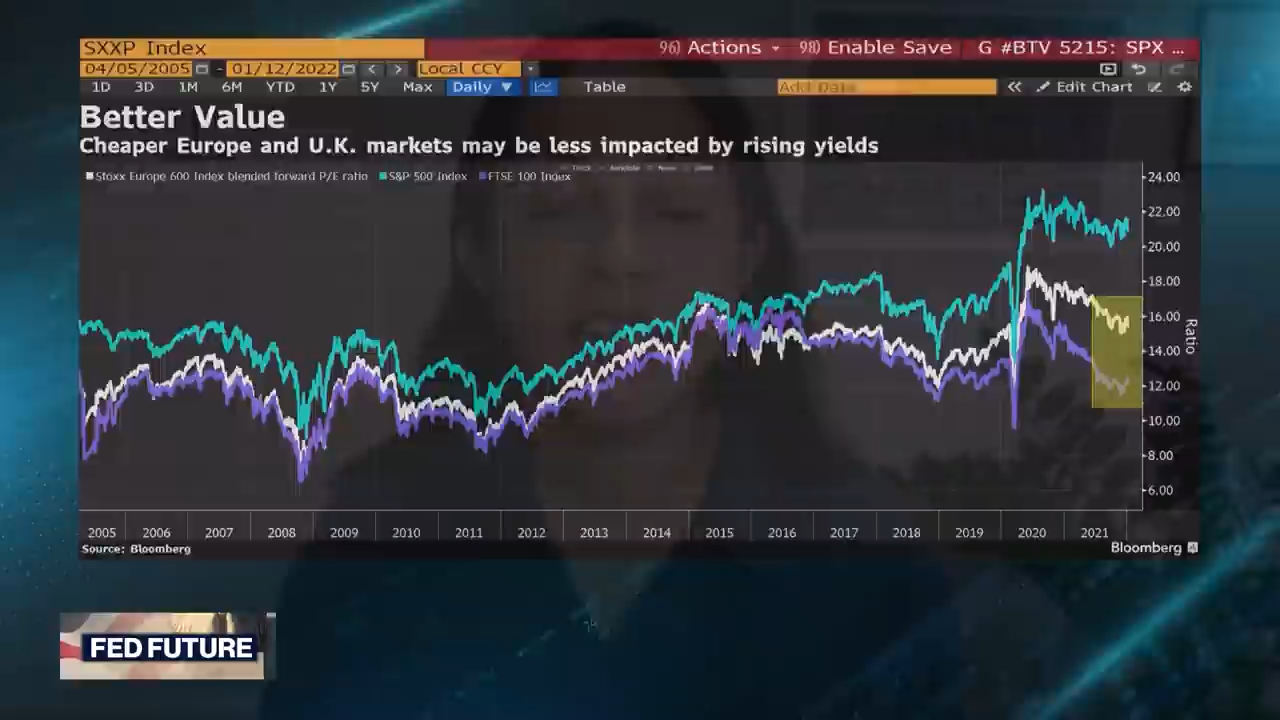 SXXP Index 96) Actions 98) Enable Save G #BTV 5215: SPX ...
04/05/2005 - 01/12/2022 < > Local CCY
1D 3D 1M 6M YTD 1Y 5Y Max Daily ▼ Table Add Data « Edit Chart
Better Value
Cheaper Europe and U.K. markets may be less impacted by rising yields
Stoxx Europe 600 Index blended forward P/E ratio S&P 500 Index FTSE 100 Index
24.00
22.00
20.00
18.00
16.00
14.00
12.00
10.00
8.00
6.00
Ratio
2005 2006 2007 2008 2009 2010 2011 2012 2013 2014 2015 2016 2017 2018 2019 2020 2021
Source: Bloomberg
Bloomberg
FED FUTURE